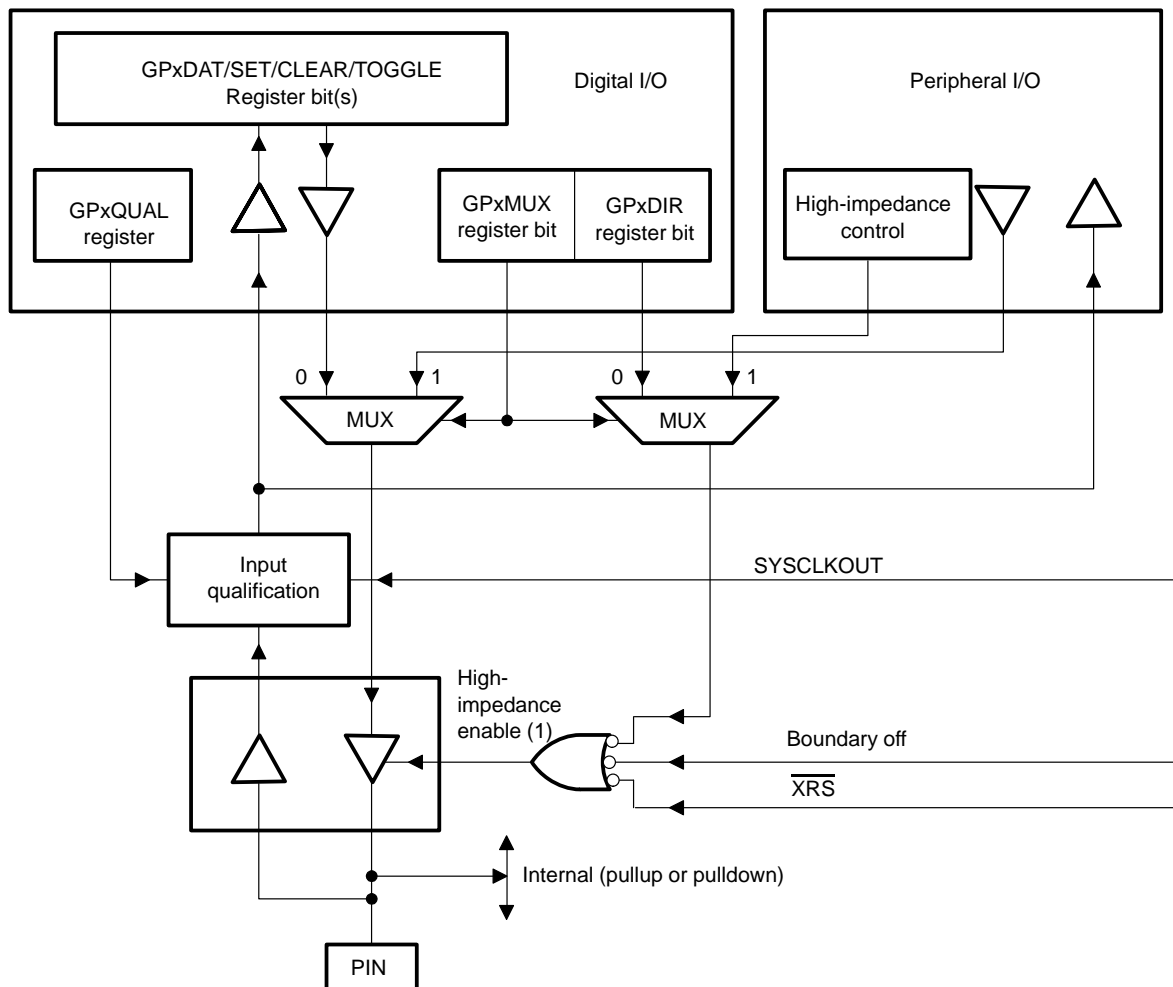 GPxDAT/SET/CLEAR/TOGGLE
Register bit(s)
Digital I/O
Peripheral I/O
GPxQUAL
register
GPxMUX
register bit
GPxDIR
register bit
High-impedance
control
0
1
0
1
MUX
MUX
Input
qualification
SYSCLKOUT
High-
impedance
enable (1)
Boundary off
XRS
Internal (pullup or pulldown)
PIN